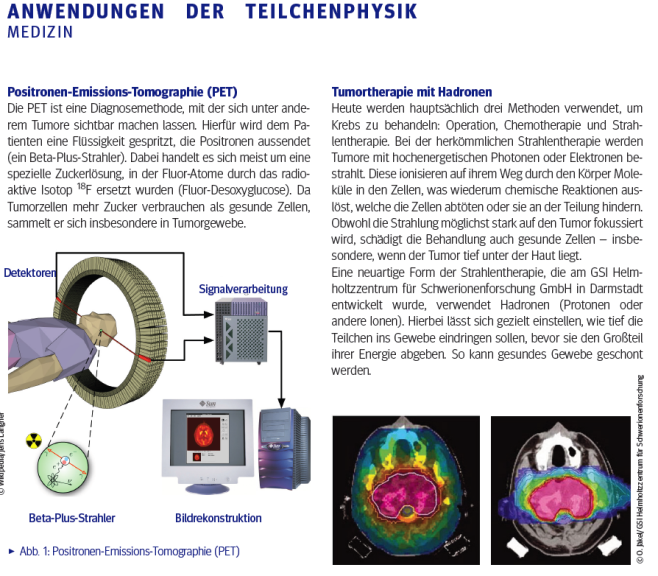 ANWENDUNGEN DER TEILCHENPHYSIK
MEDIZIN
Positronen-Emissions-Tomographie (PET)
Die PET ist eine Diagnosemethode, mit der sich unter ande-
rem Tumore sichtbar machen lassen. Hierfür wird dem Pa-
tienten eine Flüssigkeit gespritzt, die Positronen aussendet
(ein Beta-Plus-Strahler). Dabei handelt es sich meist um eine
spezielle Zuckerlösung, in der Fluor-Atome durch das radio-
aktive Isotop ¹⁸F ersetzt wurden (Fluor-Desoxyglucose). Da
Tumorzellen mehr Zucker verbrauchen als gesunde Zellen,
sammelt er sich insbesondere in Tumorgewebe.
Detektoren
Signalverarbeitung
Beta-Plus-Strahler
Bildrekonstruktion
© Wikipedia/Jens Langner
► Abb. 1: Positronen-Emissions-Tomographie (PET)
Tumortherapie mit Hadronen
Heute werden hauptsächlich drei Methoden verwendet, um
Krebs zu behandeln: Operation, Chemotherapie und Strah-
lentherapie. Bei der herkömmlichen Strahlentherapie werden
Tumore mit hochenergetischen Photonen oder Elektronen be-
strahlt. Diese ionisieren auf ihrem Weg durch den Körper Mole-
küle in den Zellen, was wiederum chemische Reaktionen aus-
löst, welche die Zellen abtöten oder sie an der Teilung hindern.
Obwohl die Strahlung möglichst stark auf den Tumor fokussiert
wird, schädigt die Behandlung auch gesunde Zellen – insbe-
sondere, wenn der Tumor tief unter der Haut liegt.
Eine neuartige Form der Strahlentherapie, die am GSI Helm-
holtzzentrum für Schwerionenforschung GmbH in Darmstadt
entwickelt wurde, verwendet Hadronen (Protonen oder
andere Ionen). Hierbei lässt sich gezielt einstellen, wie tief die
Teilchen ins Gewebe eindringen sollen, bevor sie den Großteil
ihrer Energie abgeben. So kann gesundes Gewebe geschont
werden.
© O. Jäkel/GSI Helmholtzzentrum für Schwerionenforschung